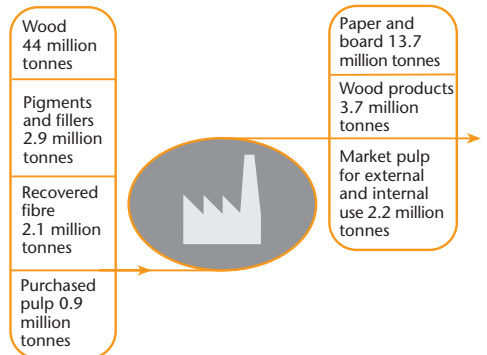 Wood
44 million
tonnes
Pigments
and fillers
2.9 million
tonnes
Recovered
fibre
2.1 million
tonnes
Purchased
pulp 0.9
million
tonnes
Paper and
board 13.7
million tonnes
Wood products
3.7 million
tonnes
Market pulp
for external
and internal
use 2.2 million
tonnes